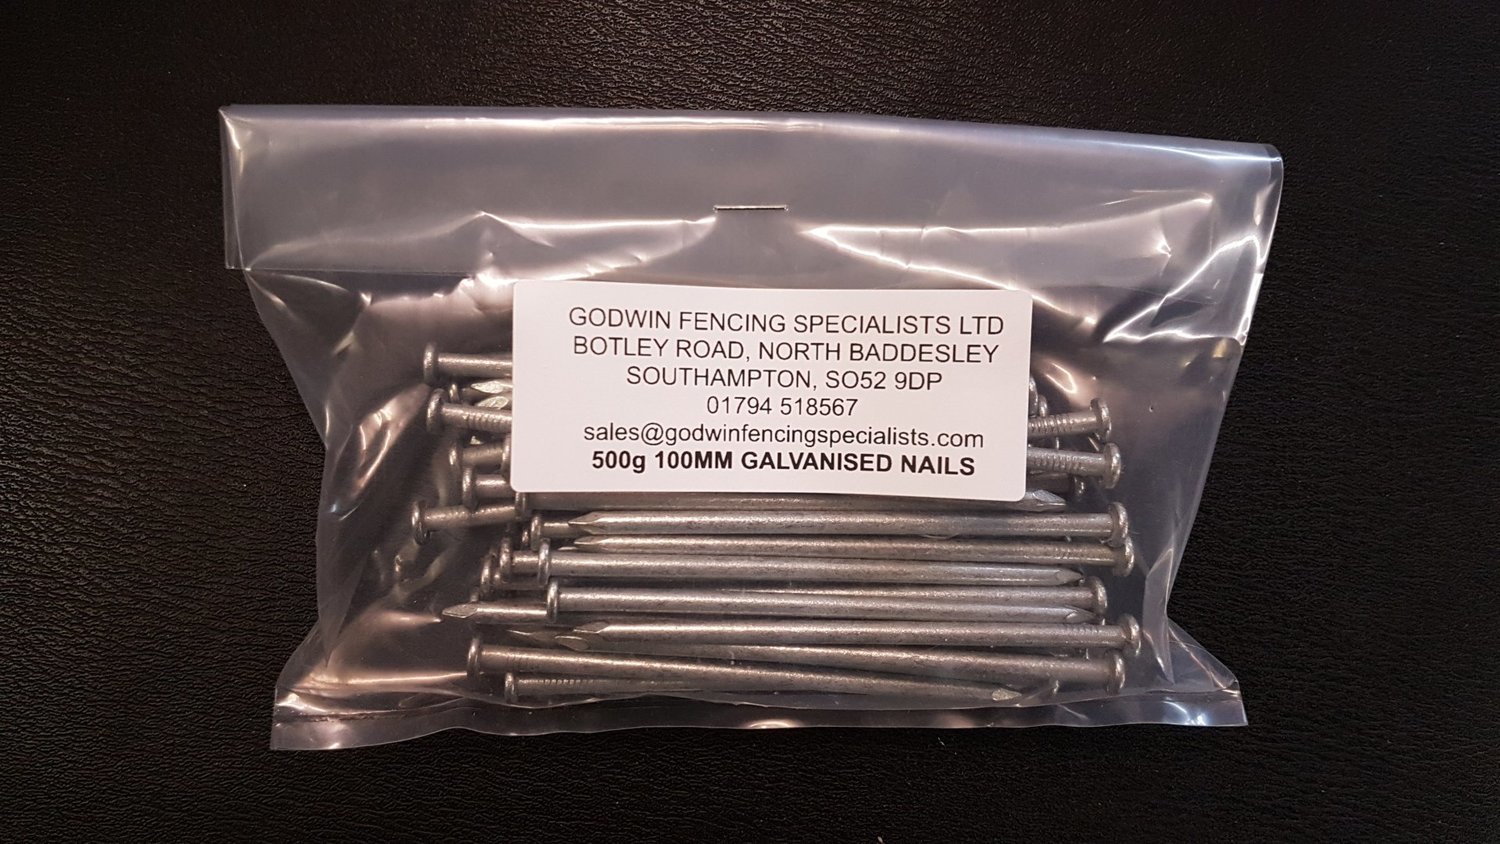 GODWIN FENCING SPECIALISTS LTD
BOTLEY ROAD, NORTH BADDESLEY
SOUTHAMPTON, SO52 9DP
01794 518567
sales@godwinfencingspecialists.com
500g 100MM GALVANISED NAILS